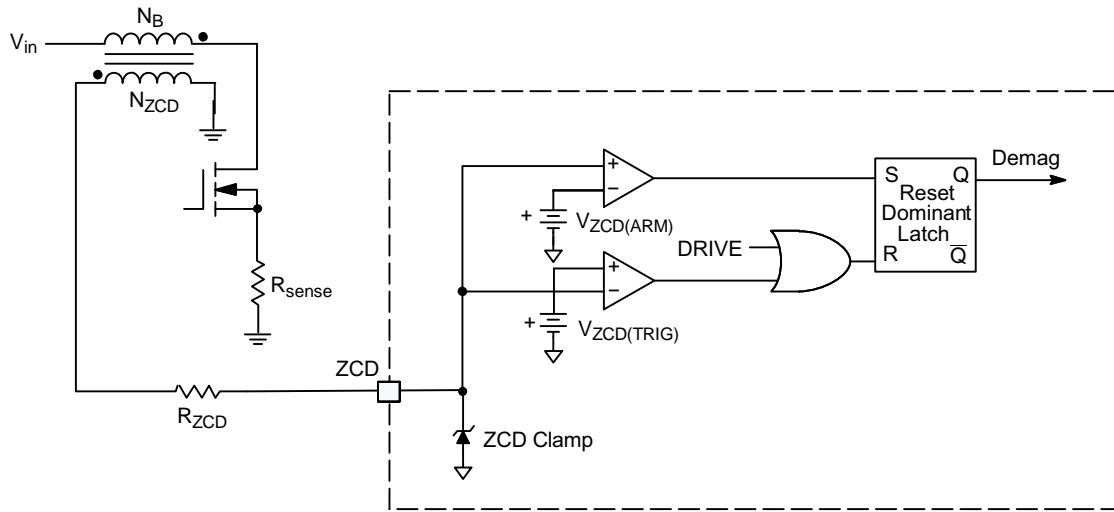 N_B
V_in
N_ZCD
Demag
+
−
S Q
Reset
Dominant
Latch
R Q̅
+ V_ZCD(ARM)
DRIVE
+
−
R_sense
+ V_ZCD(TRIG)
ZCD
R_ZCD
ZCD Clamp